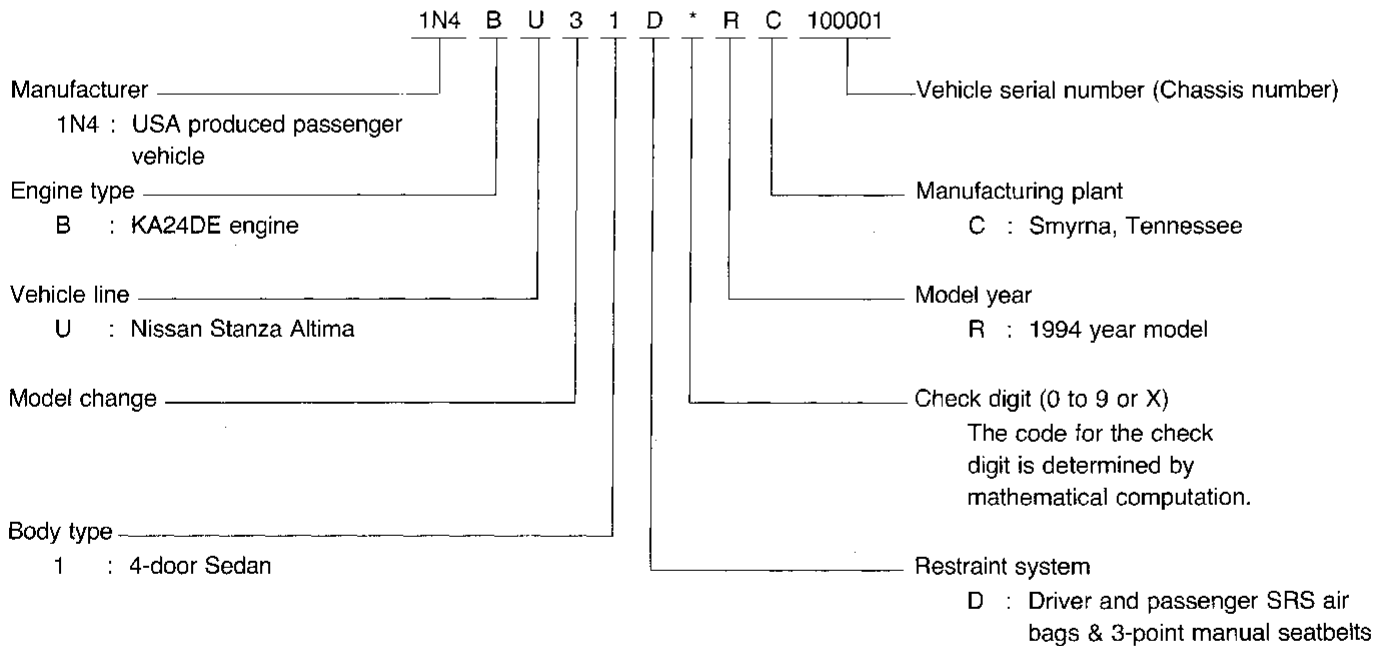 1N4 B U 3 1 D * R C 100001
Manufacturer
1N4 : USA produced passenger
vehicle
Engine type
B : KA24DE engine
Vehicle line
U : Nissan Stanza Altima
Model change
Body type
1 : 4-door Sedan
Vehicle serial number (Chassis number)
Manufacturing plant
C : Smyrna, Tennessee
Model year
R : 1994 year model
Check digit (0 to 9 or X)
The code for the check
digit is determined by
mathematical computation.
Restraint system
D : Driver and passenger SRS air
bags & 3-point manual seatbelts